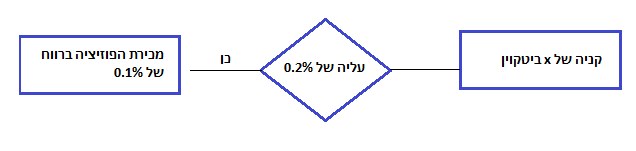 קניה של x ביטקוין
עליה של 0.2%
כן
מכירת הפוזיציה ברווח
של 0.1%